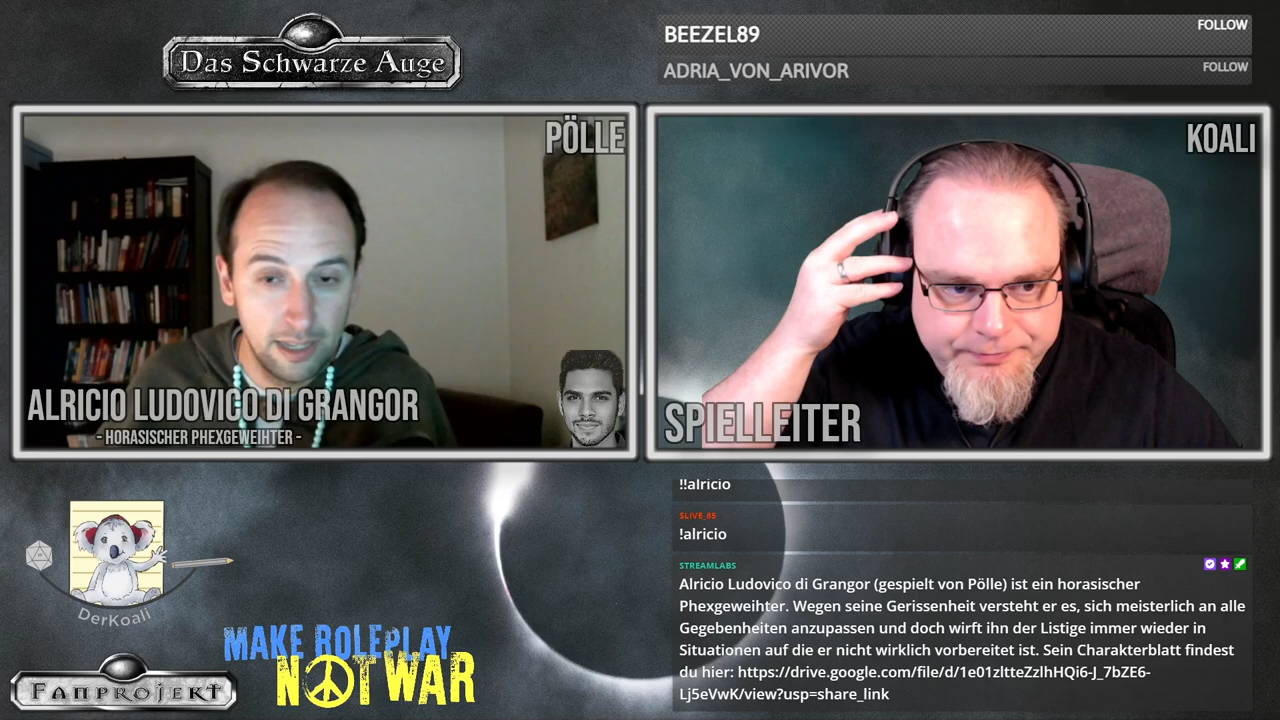 Das Schwarze Auge
BEEZEL89
FOLLOW
ADRIA_VON_ARIVOR
FOLLOW
PÖLLE
KOALI
ALRICIO LUDOVICO DI GRANGOR
- HORASISCHER PHEXGEWEIHTER -
SPIELLEITER
DerKoali
MAKE ROLEPLAY
NOT WAR
FANPROJEKT
!!alricio
SLIVE_85
!alricio
STREAMLABS
Alricio Ludovico di Grangor (gespielt von Pölle) ist ein horasischer
Phexgeweihter. Wegen seine Gerissenheit versteht er es, sich meisterlich an alle
Gegebenheiten anzupassen und doch wirft ihn der Listige immer wieder in
Situationen auf die er nicht wirklich vorbereitet ist. Sein Charakterblatt findest
du hier: https://drive.google.com/file/d/1e01zltteZzlhHQi6-J_7bZE6-
Lj5eVwK/view?usp=share_link